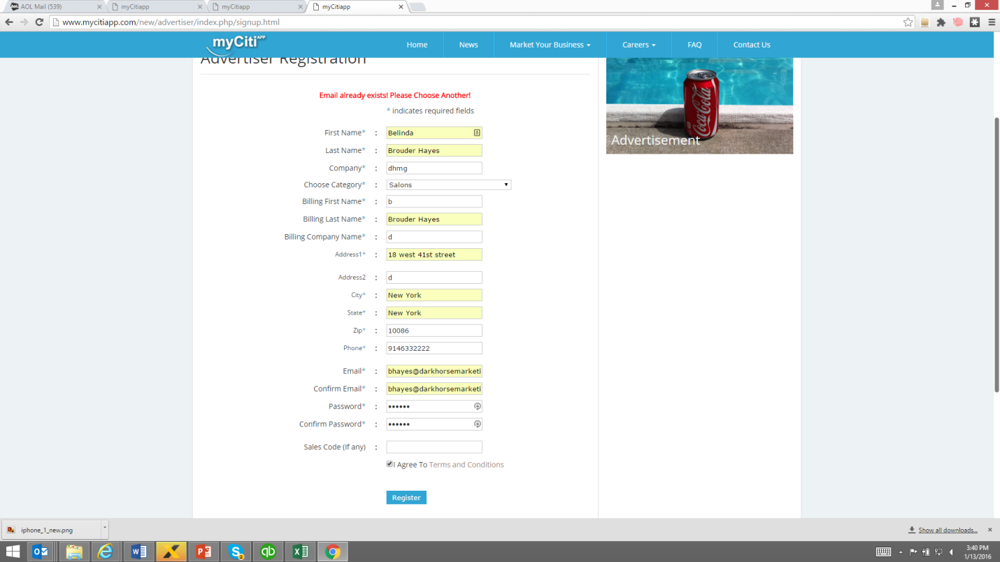 AOL Mail (539)
myCitiapp
myCitiapp
myCitiapp
www.mycitiapp.com/new/advertiser/index.php/signup.html
myCiti APP
Home
News
Market Your Business
Careers
FAQ
Contact Us
Advertiser Registration
Email already exists! Please Choose Another!
* indicates required fields
First Name* : Belinda
Last Name* : Brouder Hayes
Company* : dhmg
Choose Category* : Salons
Billing First Name* : b
Billing Last Name* : Brouder Hayes
Billing Company Name* : d
Address1* : 18 west 41st street
Address2 : d
City* : New York
State* : New York
Zip* : 10086
Phone* : 9146332222
Email* : bhayes@darkhorsemarketi
Confirm Email* : bhayes@darkhorsemarketi
Password* : ••••••
Confirm Password* : ••••••
Sales Code (If any) :
I Agree To Terms and Conditions
Register
Coca-Cola
Advertisement
iphone_1_new.png
Show all downloads...
3:40 PM
1/13/2016